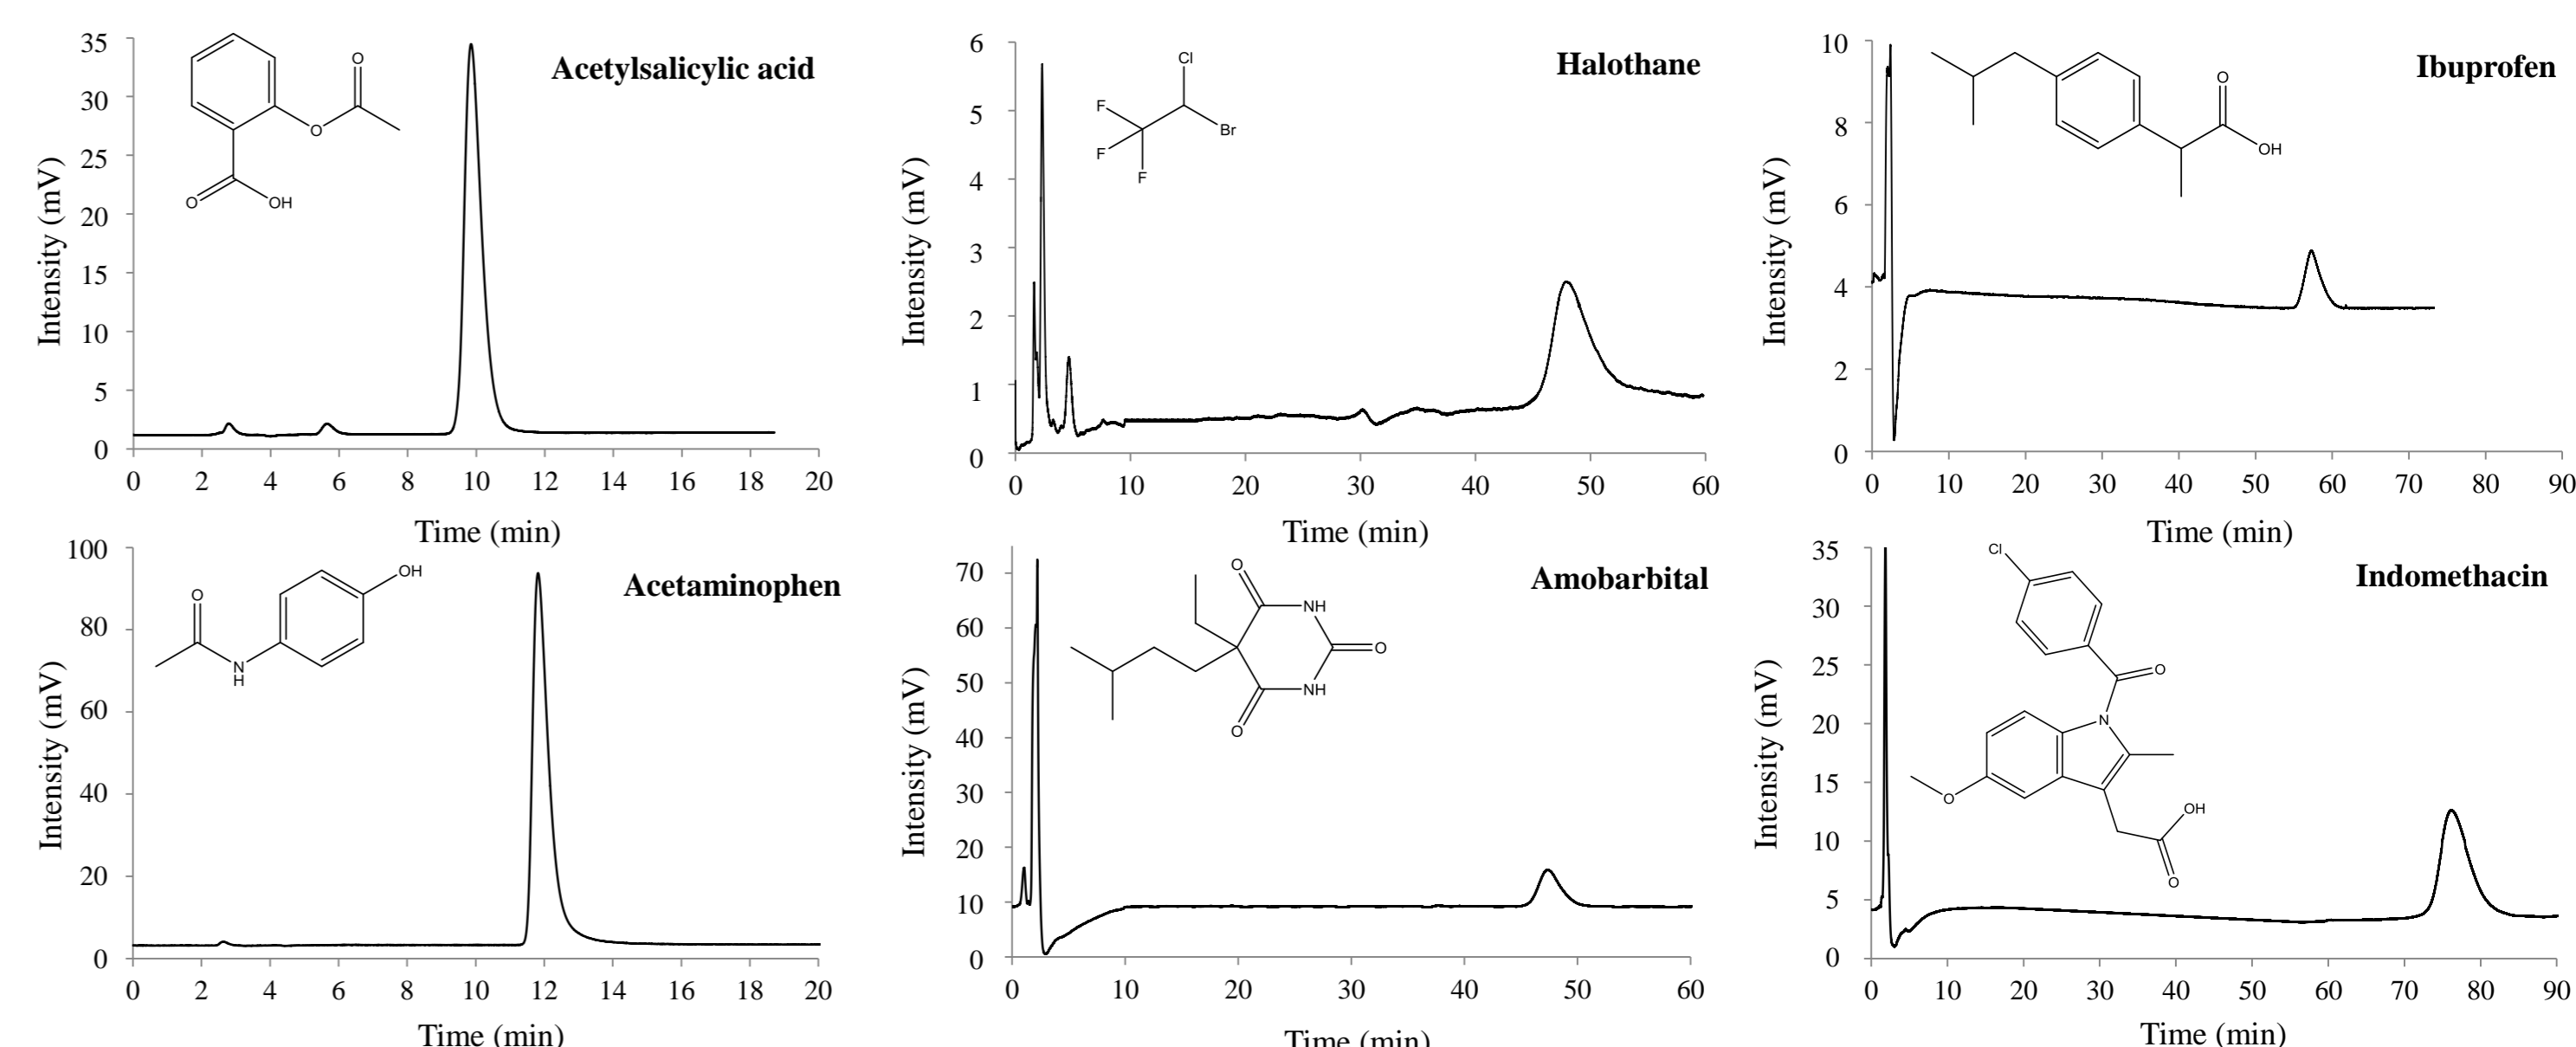 Acetylsalicylic acid
Intensity (mV)
35
30
25
20
15
10
5
0
0 2 4 6 8 10 12 14 16 18 20
Time (min)
O
O
O
OH
Halothane
Intensity (mV)
6
5
4
3
2
1
0
0 10 20 30 40 50 60
Time (min)
Cl
F
Br
F
F
Ibuprofen
Intensity (mV)
10
8
6
4
2
0
0 10 20 30 40 50 60 70 80 90
Time (min)
O
OH
Acetaminophen
Intensity (mV)
100
80
60
40
20
0
0 2 4 6 8 10 12 14 16 18 20
Time (min)
OH
O
N
H
Amobarbital
Intensity (mV)
70
60
50
40
30
20
10
0
0 10 20 30 40 50 60
Time (min)
O
NH
O
NH
O
Indomethacin
Intensity (mV)
35
30
25
20
15
10
5
0
0 10 20 30 40 50 60 70 80 90
Time (min)
Cl
O
N
O
OH
O